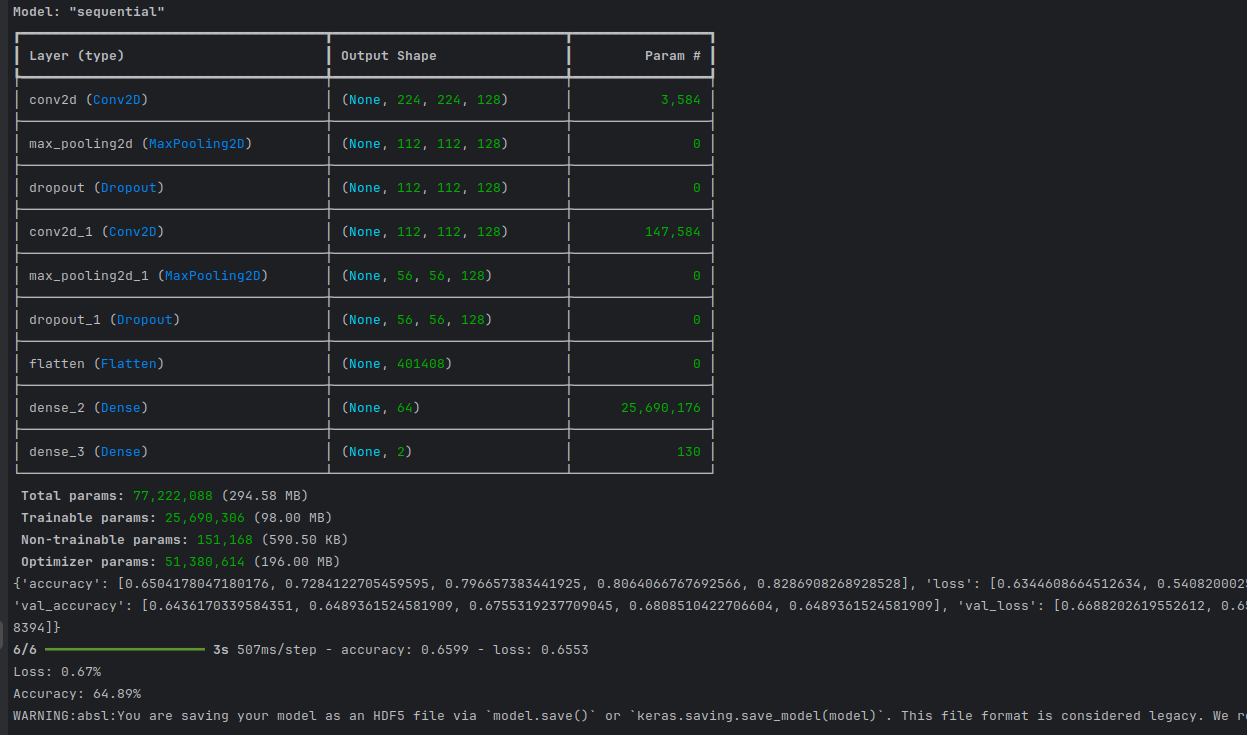 Model: "sequential"
Layer (type) Output Shape Param #
conv2d (Conv2D) (None, 224, 224, 128) 3,584
max_pooling2d (MaxPooling2D) (None, 112, 112, 128) 0
dropout (Dropout) (None, 112, 112, 128) 0
conv2d_1 (Conv2D) (None, 112, 112, 128) 147,584
max_pooling2d_1 (MaxPooling2D) (None, 56, 56, 128) 0
dropout_1 (Dropout) (None, 56, 56, 128) 0
flatten (Flatten) (None, 401408) 0
dense_2 (Dense) (None, 64) 25,690,176
dense_3 (Dense) (None, 2) 130
Total params: 77,222,088 (294.58 MB)
Trainable params: 25,690,306 (98.00 MB)
Non-trainable params: 151,168 (590.50 KB)
Optimizer params: 51,380,614 (196.00 MB)
{'accuracy': [0.6504178047180176, 0.7284122705459595, 0.796657383441925, 0.8064066767692566, 0.8286908268928528], 'loss': [0.6344608664512634, 0.5408200025
'val_accuracy': [0.6436170339584351, 0.6489361524581909, 0.6755319237709045, 0.6808510422706604, 0.6489361524581909], 'val_loss': [0.6688202619552612, 0.65
8394]}
6/6 3s 507ms/step - accuracy: 0.6599 - loss: 0.6553
Loss: 0.67%
Accuracy: 64.89%
WARNING:absl:You are saving your model as an HDF5 file via `model.save()` or `keras.saving.save_model(model)`. This file format is considered legacy. We re